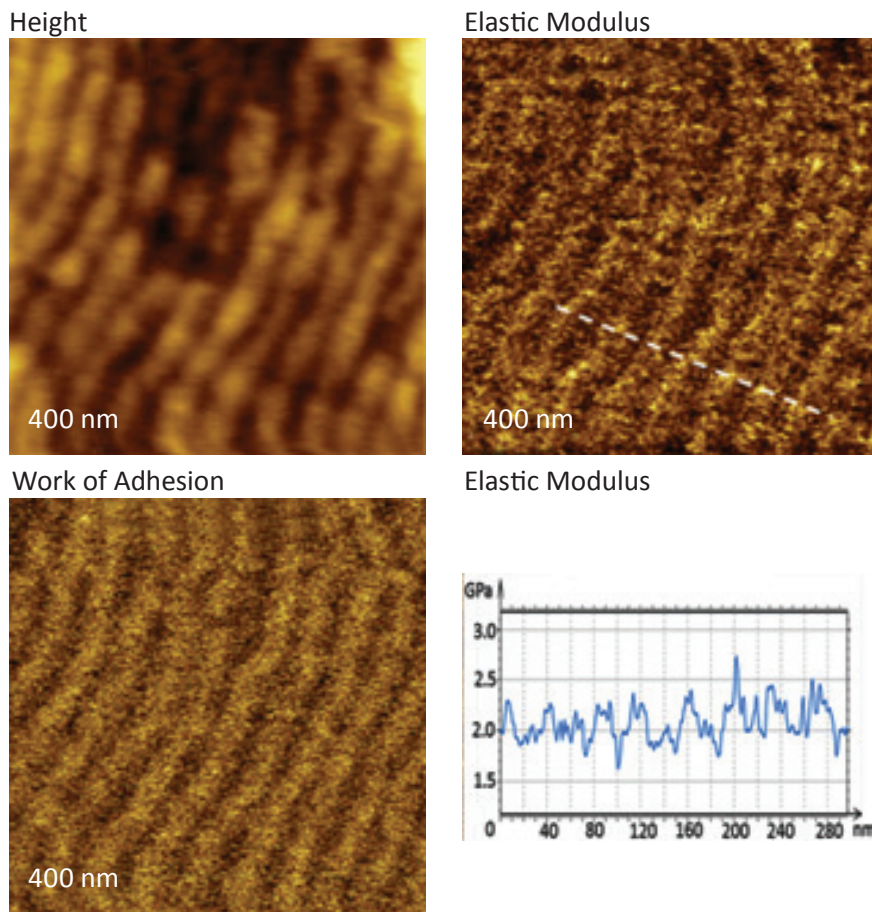 Height
Elastic Modulus
400 nm
400 nm
Work of Adhesion
Elastic Modulus
400 nm
GPa
3.0
2.5
2.0
1.5
0 40 80 120 160 200 240 280 nm